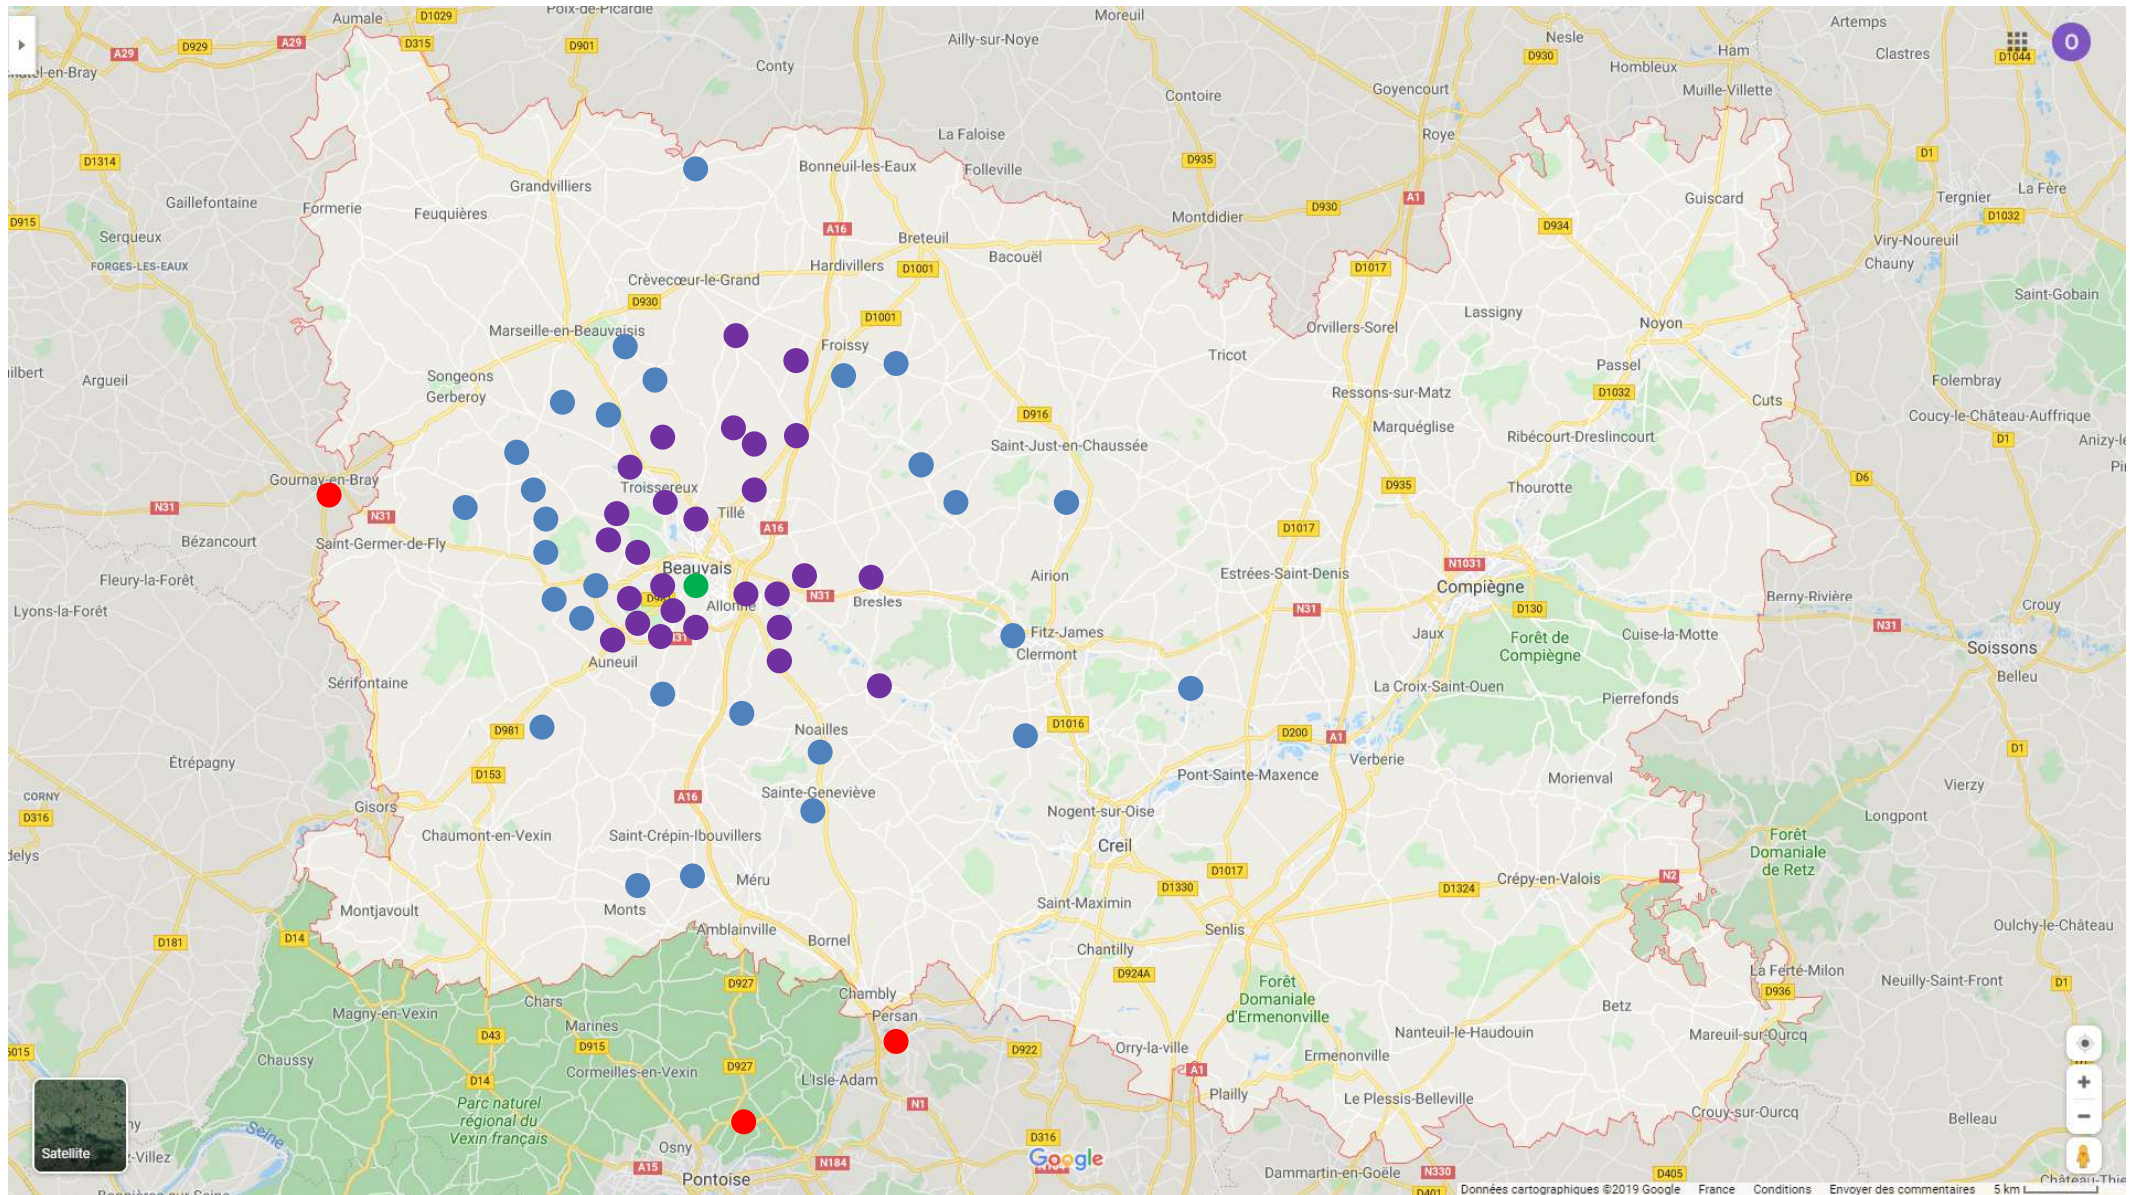 Aumale
D1029
Poix-de-Picardie
Moreuil
Artemps
D315
A29
D929
A29
D901
Ailly-sur-Noye
Nesle
Ham
Clastres
D1044
O
Conty
D930
Hombleux
Goyencourt
Contoire
Muille-Villette
La Faloise
Roye
D1314
Bonneuil-les-Eaux
Folleville
D935
D1
Grandvilliers
Guiscard
Tergnier
La Fère
Gaillefontaine
Formerie
Feuquières
A1
Montdidier
D930
D915
D1032
Serqueux
A16
Breteuil
D934
Viry-Noureuil
FORGES-LES-EAUX
Hardivillers
D1001
Bacouël
D1017
Chauny
Crèvecœur-le-Grand
D930
Saint-Gobain
D1001
Lassigny
Marseille-en-Beauvaisis
Froissy
Orvillers-Sorel
Noyon
Tricot
Passel
Argueil
Songeons
Gerberoy
Ressons-sur-Matz
D1032
Folembray
Cuts
D916
Coucy-le-Château-Auffrique
Marquéglise
Ribécourt-Dreslincourt
Saint-Just-en-Chaussée
D1
Gournay-en-Bray
Troissereux
D935
Thourotte
D6
N31
N31
Tillé
A16
D1017
Bézancourt
Saint-Germer-de-Fly
Beauvais
N1031
Fleury-la-Forêt
Airion
Estrées-Saint-Denis
Compiègne
Lyons-la-Forêt
Allonne
N31
Bresles
N31
D130
Berny-Rivière
Crouy
N31
Fitz-James
Jaux
Forêt de
Compiègne
Cuise-la-Motte
N31
Clermont
Soissons
Auneuil
Belleu
Sérifontaine
La Croix-Saint-Ouen
Pierrefonds
D981
Noailles
D1016
D200
A1
D1
Étrépagny
D153
Verberie
Pont-Sainte-Maxence
Morienval
Vierzy
CORNY
D316
A16
Sainte-Geneviève
Gisors
Nogent-sur-Oise
Longpont
Chaumont-en-Vexin
Saint-Crépin-Ibouvillers
Creil
Forêt
Domaniale
de Retz
D1017
Méru
D1330
D1324
Crépy-en-Valois
N2
Montjavoult
Monts
Saint-Maximin
D181
D14
Amblainville
Bornel
Senlis
Chantilly
Oulchy-le-Château
D924A
La Ferté-Milon
Neuilly-Saint-Front
D927
Chars
Chambly
Forêt
Domaniale
d'Ermenonville
D936
D1
Magny-en-Vexin
Persan
Betz
D43
Marines
Nanteuil-le-Haudouin
Mareuil-sur-Ourcq
D915
D922
Orry-la-ville
Ermenonville
Chaussy
Cormeilles-en-Vexin
D927
A1
D14
L'Isle-Adam
Plailly
Le Plessis-Belleville
Parc naturel
régional du
Vexin français
N1
Crouy-sur-Ourcq
Belleau
Seine
Osny
D316
Satellite
A15
N184
Google
Pontoise
Dammartin-en-Goële
N330
D405
Données cartographiques ©2019 Google France Conditions Envoyer des commentaires 5 km